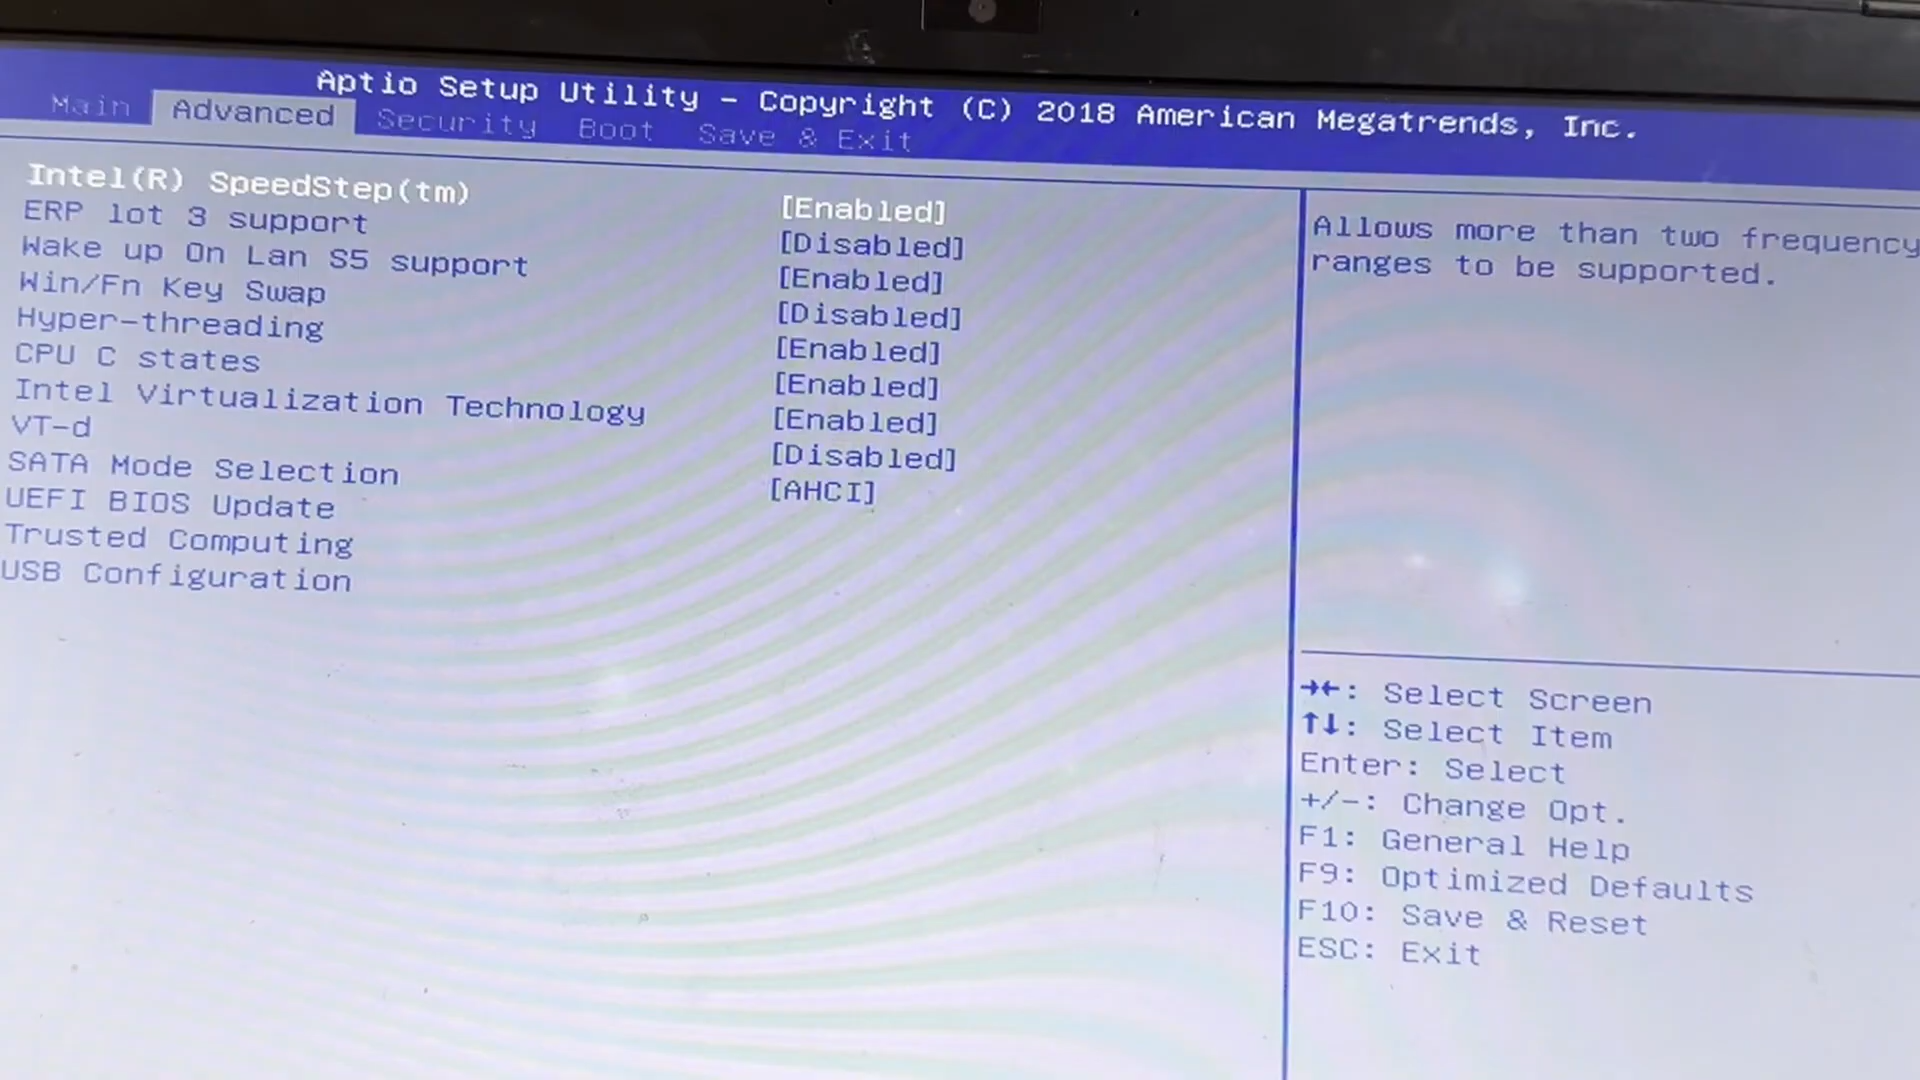 Aptio Setup Utility – Copyright (C) 2018 American Megatrends, Inc.
Main Advanced Security Boot Save & Exit
Intel(R) SpeedStep(tm) [Enabled]
ERP lot 3 support [Disabled]
Wake up On Lan S5 support [Enabled]
Win/Fn Key Swap [Disabled]
Hyper-threading [Enabled]
CPU C states [Enabled]
Intel Virtualization Technology [Enabled]
VT-d [Disabled]
SATA Mode Selection [AHCI]
UEFI BIOS Update
Trusted Computing
USB Configuration
Allows more than two frequency
ranges to be supported.
→←: Select Screen
↑↓: Select Item
Enter: Select
+/-: Change Opt.
F1: General Help
F9: Optimized Defaults
F10: Save & Reset
ESC: Exit